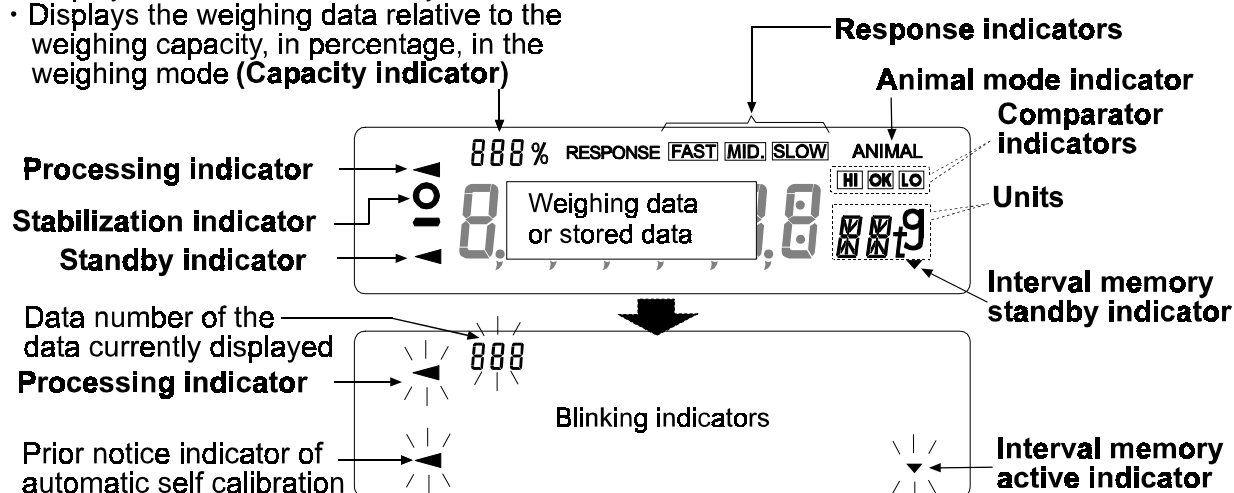 · Displays the weighing data relative to the
weighing capacity, in percentage, in the
weighing mode (Capacity indicator)
Response indicators
Animal mode indicator
Comparator
indicators
888% RESPONSE FAST MID. SLOW ANIMAL
Processing indicator
HI OK LO
Stabilization indicator
Weighing data
or stored data
Units
8. 8 t g
Standby indicator
Interval memory
standby indicator
Data number of the
data currently displayed
888
Processing indicator
Blinking indicators
Prior notice indicator of
automatic self calibration
Interval memory
active indicator